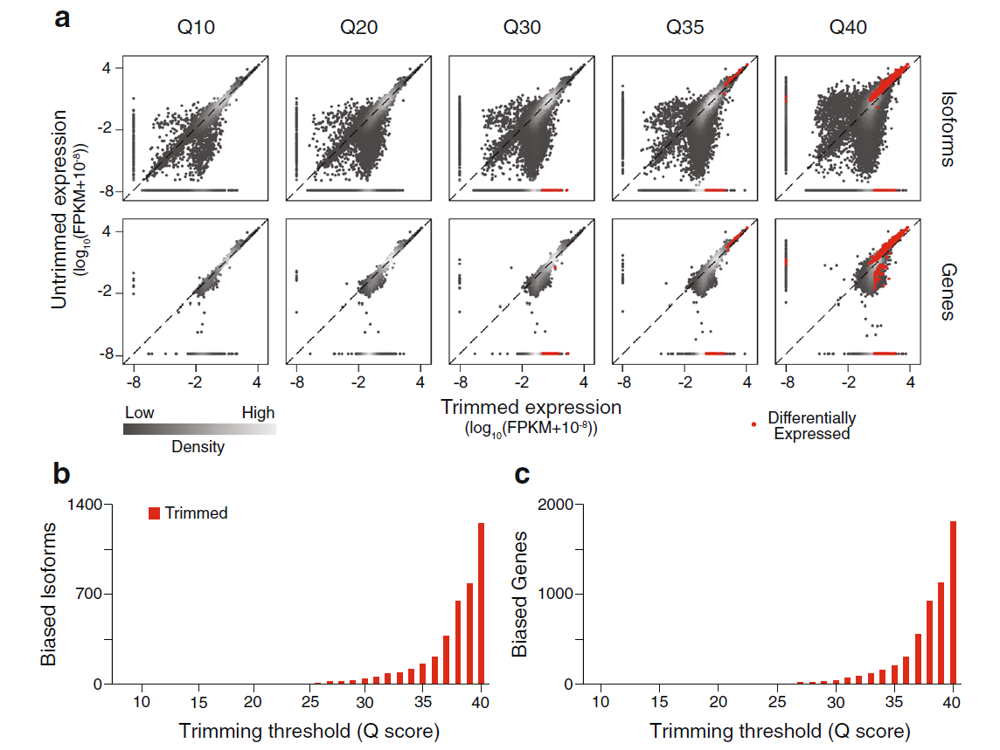 a
Q10 Q20 Q30 Q35 Q40
4
-2
-8
Isoforms
Untrimmed expression
(log10(FPKM+10-8))
4
-2
-8
Genes
-8 -2 4 -8 -2 4 -8 -2 4 -8 -2 4 -8 -2 4
Trimmed expression
(log10(FPKM+10-8))
Low High
Density
Differentially
Expressed
b
1400
700
0
Biased Isoforms
Trimmed
10 15 20 25 30 35 40
Trimming threshold (Q score)
c
2000
1000
0
Biased Genes
10 15 20 25 30 35 40
Trimming threshold (Q score)